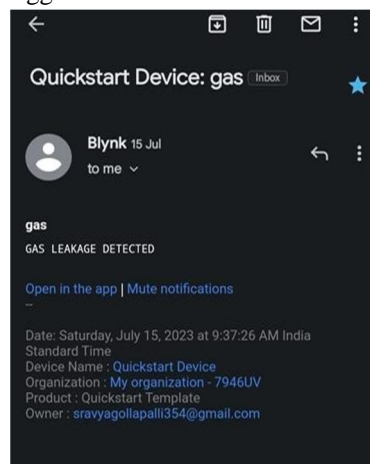 Quickstart Device: gas Inbox
Blynk 15 Jul
to me
gas
GAS LEAKAGE DETECTED
Open in the app | Mute notifications
--
Date: Saturday, July 15, 2023 at 9:37:26 AM India
Standard Time
Device Name : Quickstart Device
Organization : My organization - 7946UV
Product : Quickstart Template
Owner : sravyagollapalli354@gmail.com